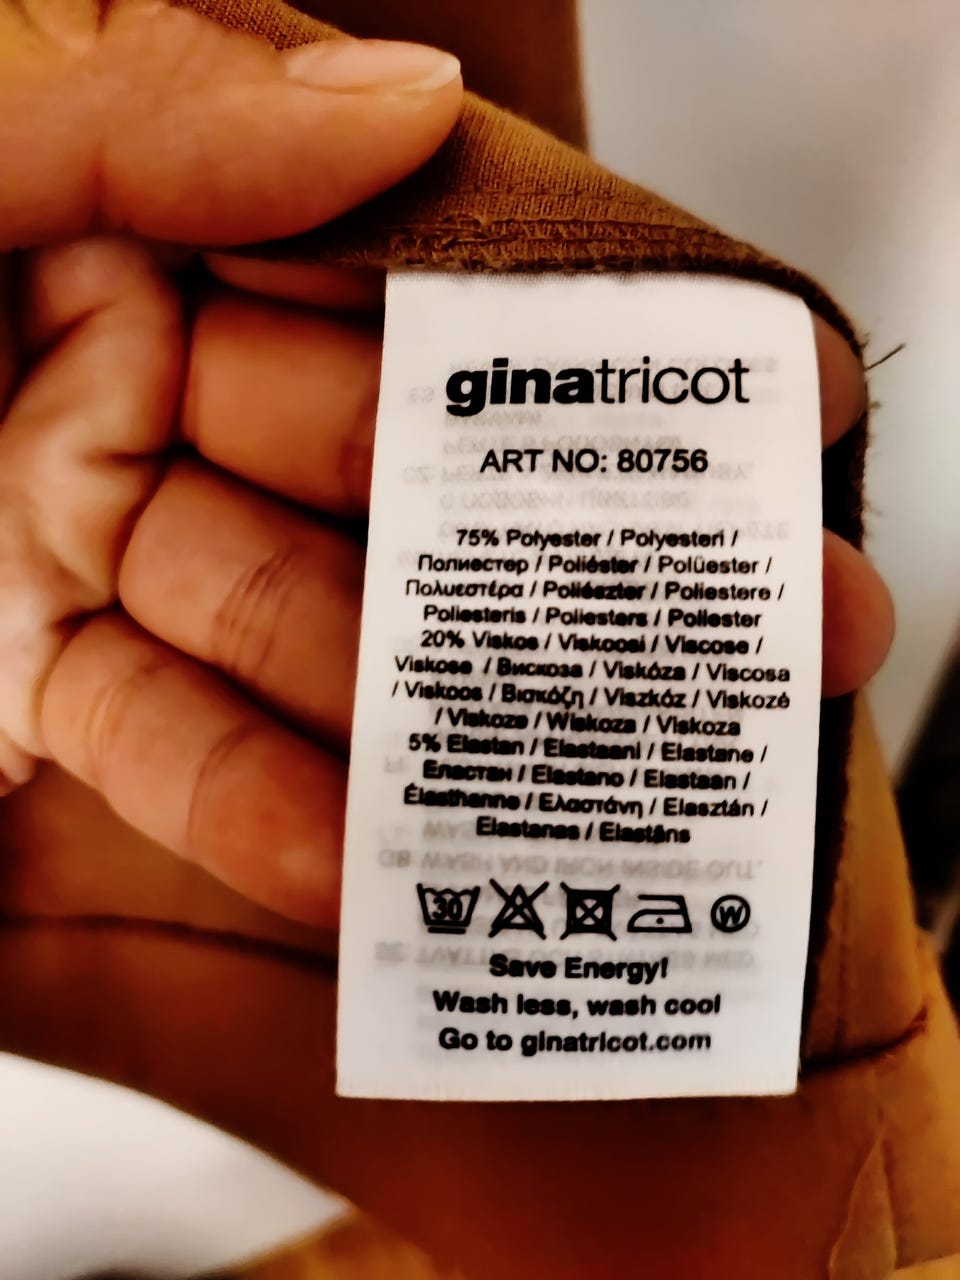 ginatricot
ART NO: 80756
75% Polyester / Polyesteri /
Полиестер / Poliéster / Polüester /
Πολυεστέρα / Poliészter / Poliestere /
Poliesteris / Poliesters / Poliester
20% Viskos / Viskoosi / Viscose /
Viskose / Вискоза / Viskóza / Viscosa
/ Viskoos / Βισκόζη / Viszkóz / Viskozé
/ Viskoze / Wiskoza / Viskoza
5% Elastan / Elastaani / Elastane /
Еластан / Elastano / Elastaan /
Élasthanne / Ελαστάνη / Elasztán /
Elastanas / Elastāns
30
W
Save Energy!
Wash less, wash cool
Go to ginatricot.com